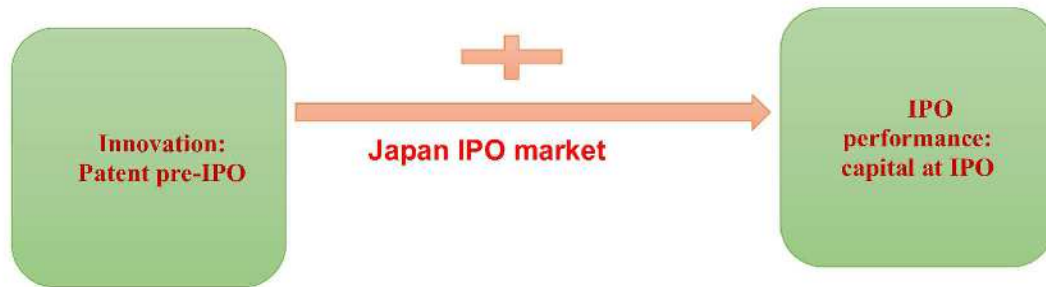 Innovation:
Patent pre-IPO
Japan IPO market
IPO
performance:
capital at IPO